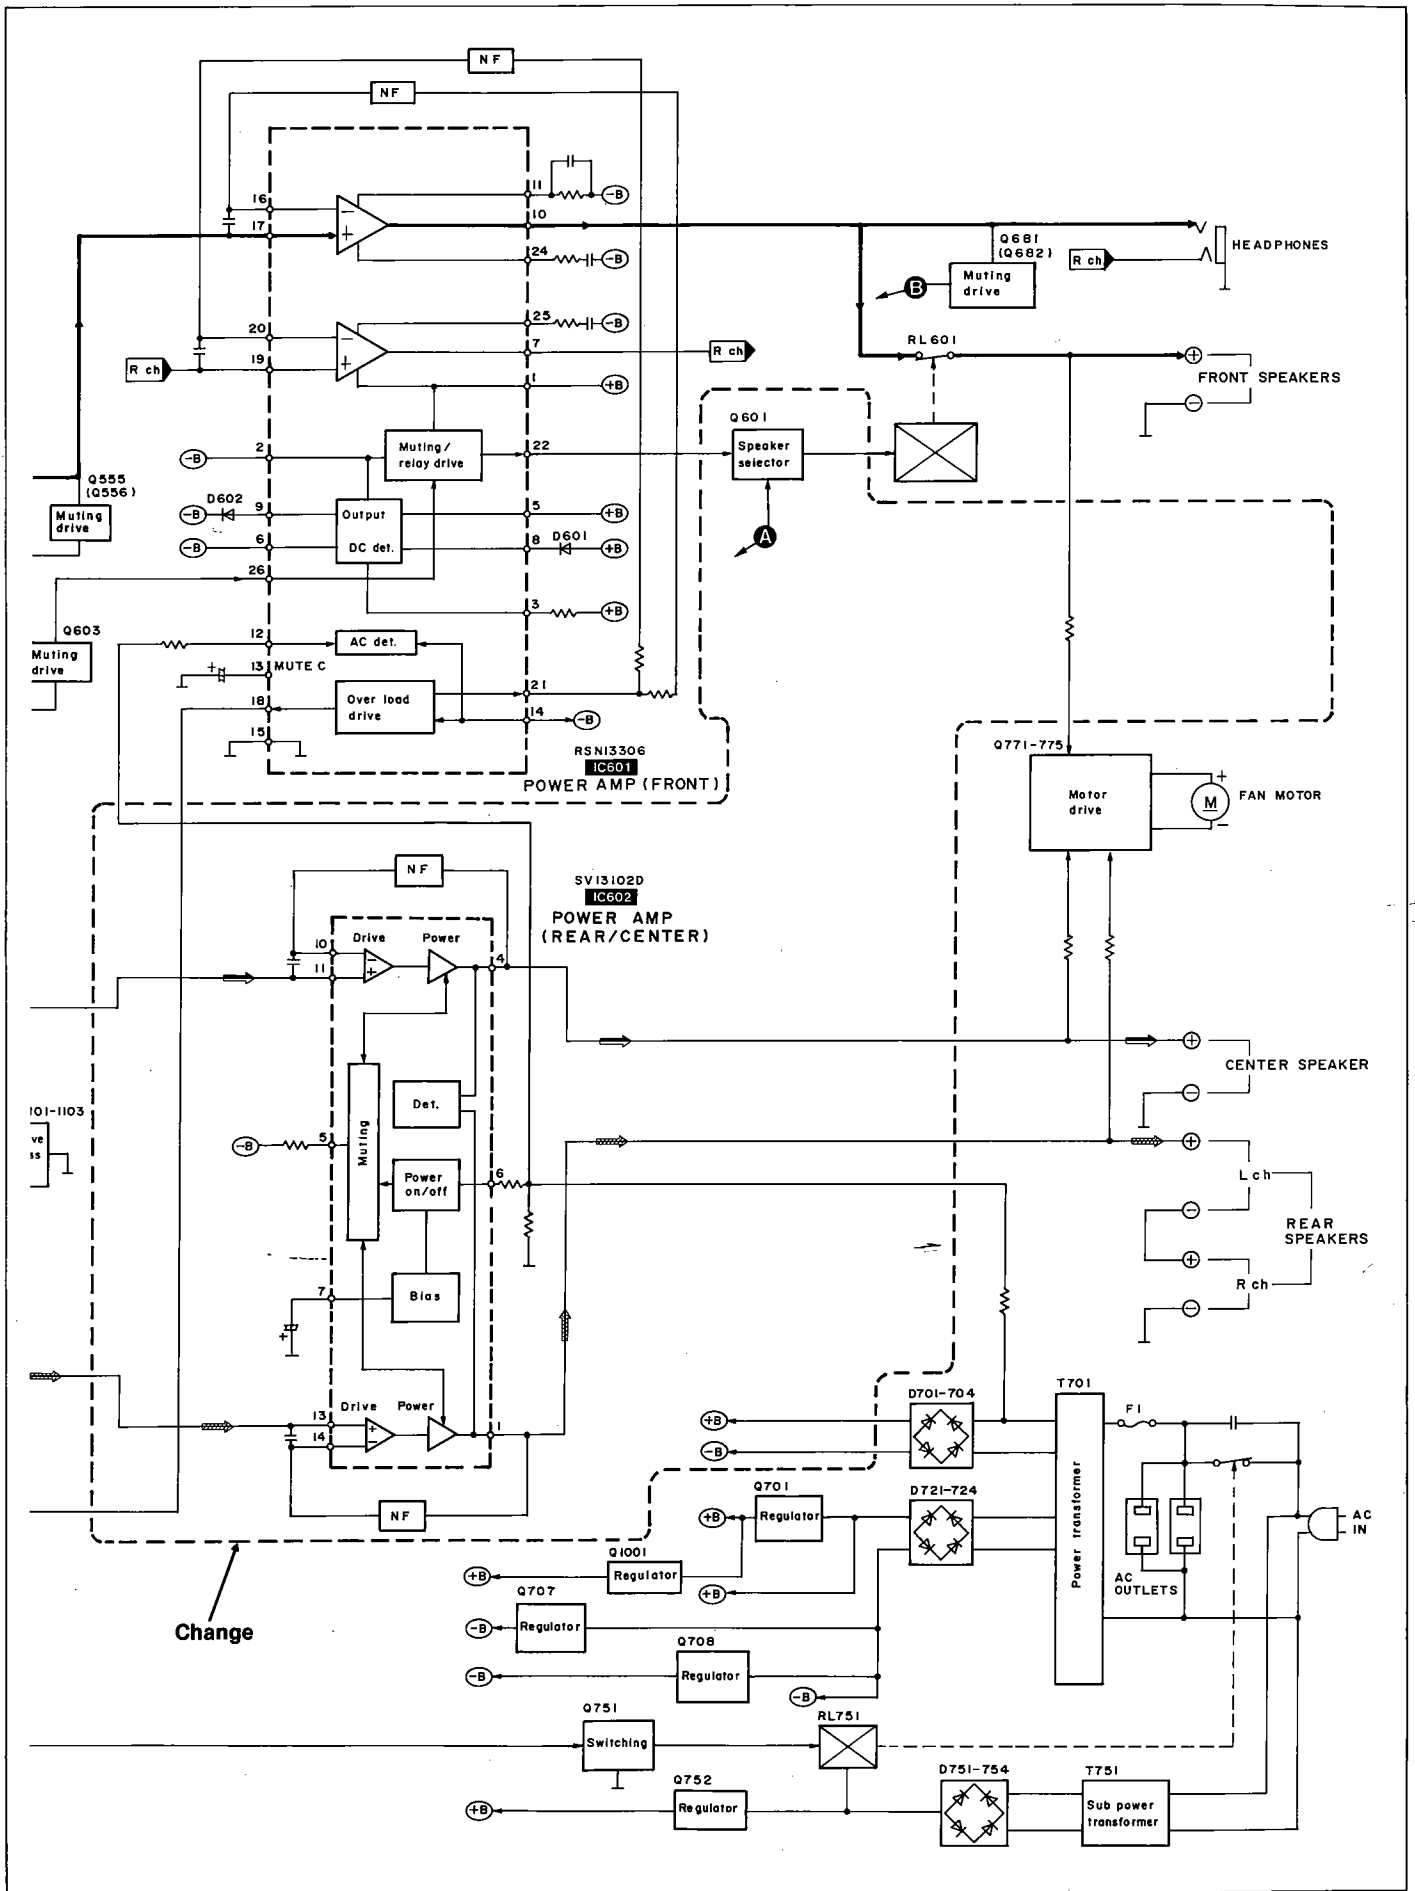 NF
NF
11
-B
16
10
17
Q681
(Q682)
24
-B
R ch
HEADPHONES
B
Muting
drive
25
-B
20
RL601
7
R ch
19
R ch
1
+B
FRONT SPEAKERS
+
-
Q601
2
-B
Muting/
relay drive
22
Speaker
selector
Q555
(Q556)
D602
-B
9
Output
5
+B
Muting
drive
-B
6
DC det.
8
D601
+B
A
26
3
+B
Q603
12
AC det.
Muting
drive
13
MUTE C
21
18
Over load
drive
14
-B
15
RSN13306
IC601
POWER AMP (FRONT)
Q771-775
Motor
drive
+
M
-
FAN MOTOR
NF
SV13102D
IC602
POWER AMP
(REAR/CENTER)
Drive
Power
10
4
11
+
CENTER SPEAKER
-
Det.
101-1103
ve
ss
-B
5
Muting
+
L ch
Power
on/off
6
-
REAR
SPEAKERS
+
R ch
-
7
Bias
Drive
Power
13
1
14
NF
D701-704
T701
+B
F1
-B
Q701
D721-724
+B
Regulator
Power transformer
AC
IN
Q1001
+B
Regulator
+B
AC
OUTLETS
Q707
-B
Regulator
Q708
-B
Regulator
-B
Change
Q751
RL751
Switching
Q752
D751-754
T751
+B
Regulator
Sub power
transformer